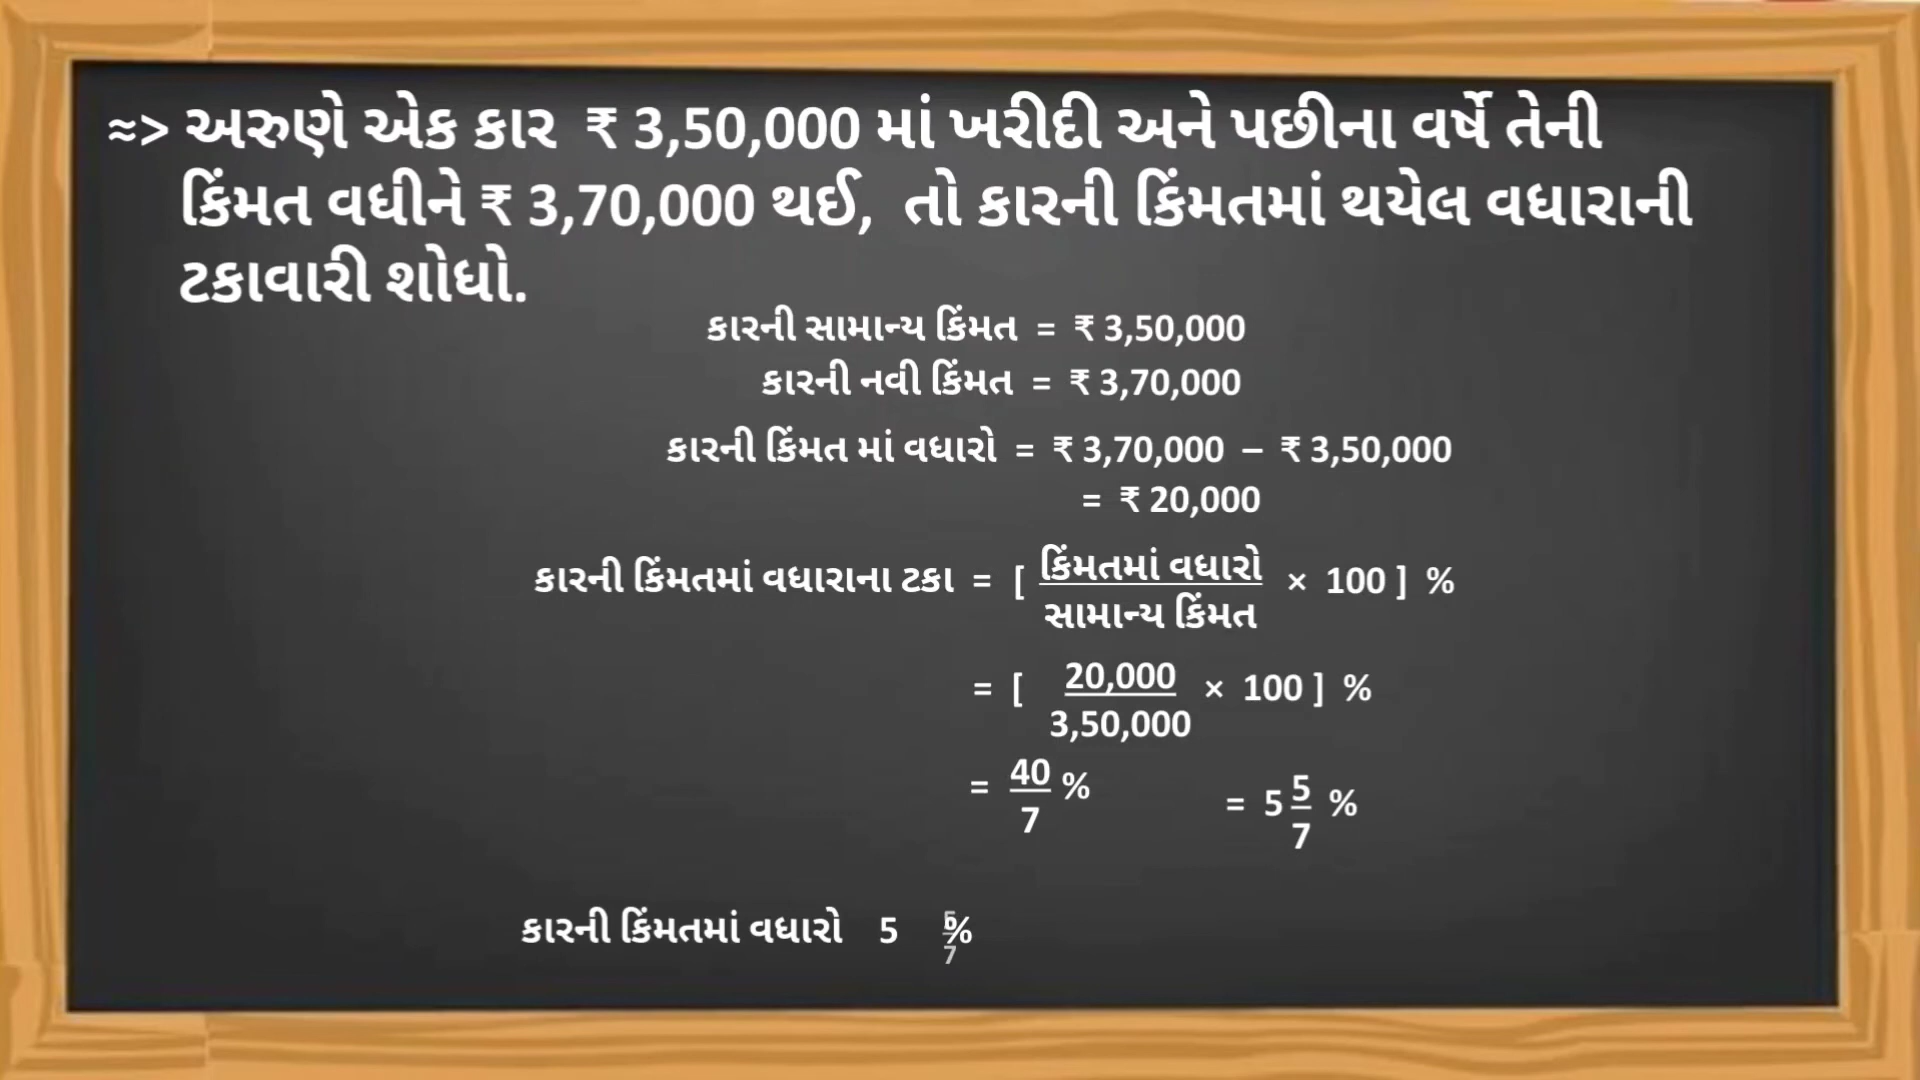 ≈> અરુણે એક કાર ₹ 3,50,000 માં ખરીદી અને પછીના વર્ષે તેની
કિંમત વધીને ₹ 3,70,000 થઈ, તો કારની કિંમતમાં થયેલ વધારાની
ટકાવારી શોધો.
કારની સામાન્ય કિંમત = ₹ 3,50,000
કારની નવી કિંમત = ₹ 3,70,000
કારની કિંમત માં વધારો = ₹ 3,70,000 – ₹ 3,50,000
= ₹ 20,000
કારની કિંમતમાં વધારાના ટકા = [ કિંમતમાં વધારો / સામાન્ય કિંમત × 100 ] %
= [ 20,000 / 3,50,000 × 100 ] %
= 40/7 % = 5 5/7 %
કારની કિંમતમાં વધારો 5 5/7 %